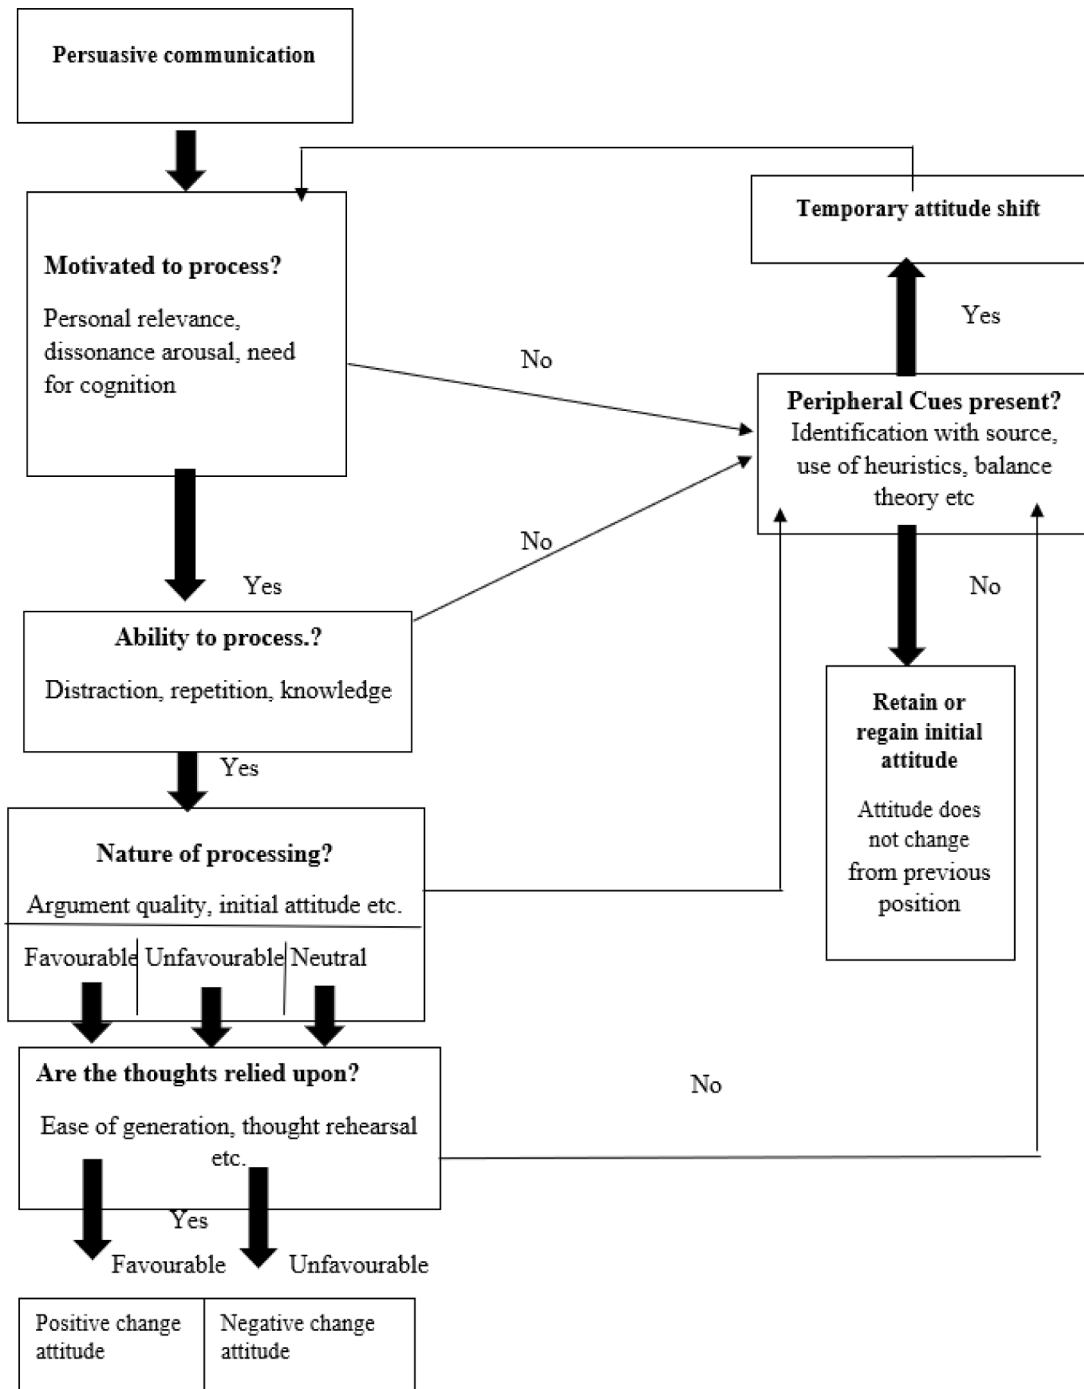 Persuasive communication
Temporary attitude shift
Motivated to process?
Personal relevance,
dissonance arousal, need
for cognition
Yes
No
Peripheral Cues present?
Identification with source,
use of heuristics, balance
theory etc
No
Yes
No
Ability to process.?
Distraction, repetition, knowledge
Retain or
regain initial
attitude
Attitude does
not change
from previous
position
Yes
Nature of processing?
Argument quality, initial attitude etc.
Favourable Unfavourable Neutral
Are the thoughts relied upon?
Ease of generation, thought rehearsal
etc.
No
Yes
Favourable Unfavourable
Positive change
attitude
Negative change
attitude